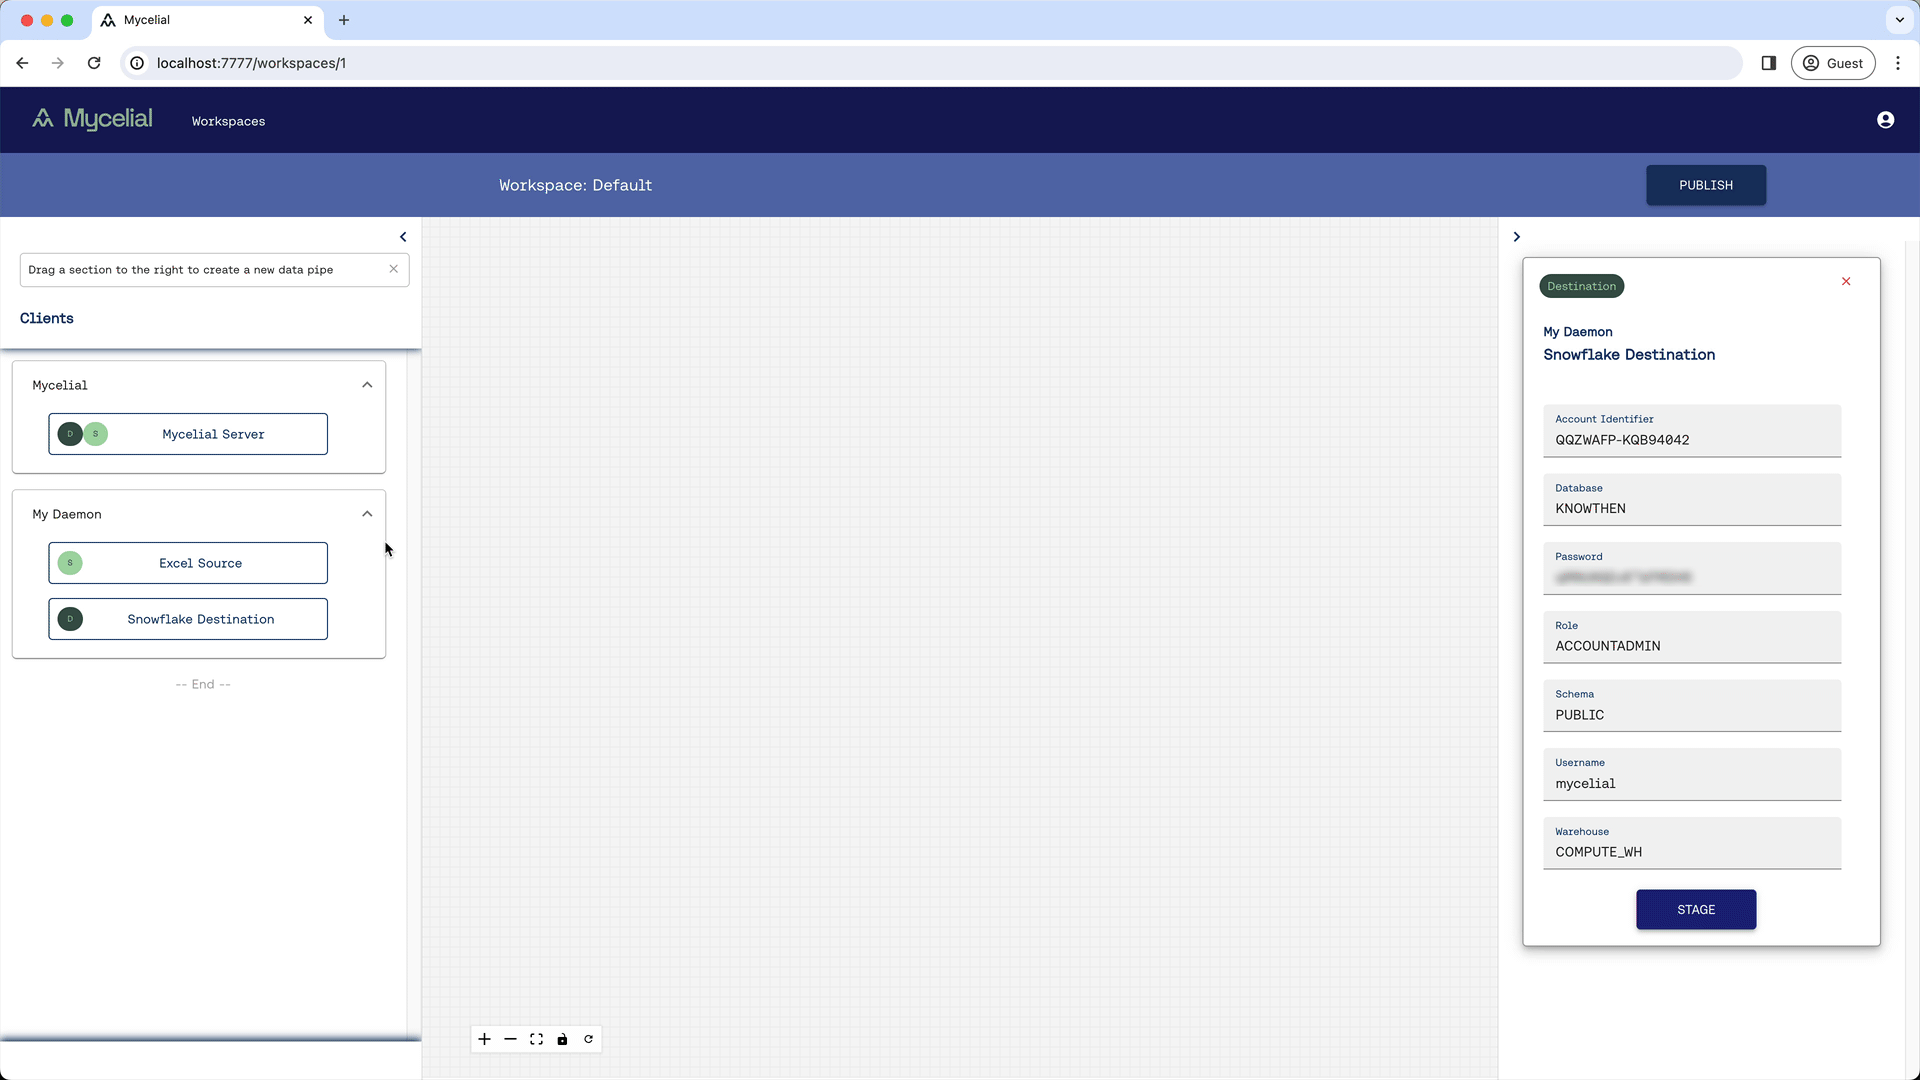 Mycelial
localhost:7777/workspaces/1
Guest
Mycelial
Workspaces
Workspace: Default
PUBLISH
Drag a section to the right to create a new data pipe
Clients
Mycelial
D S Mycelial Server
My Daemon
S Excel Source
D Snowflake Destination
-- End --
Destination
My Daemon
Snowflake Destination
Account Identifier
QQZWAFP-KQB94042
Database
KNOWTHEN
Password
Role
ACCOUNTADMIN
Schema
PUBLIC
Username
mycelial
Warehouse
COMPUTE_WH
STAGE